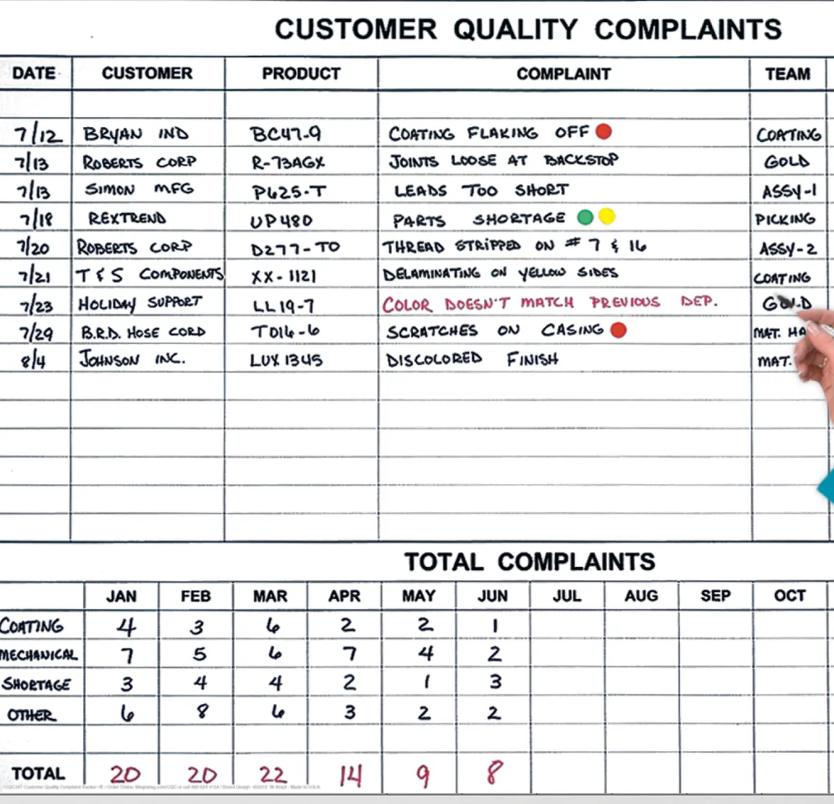 CUSTOMER QUALITY COMPLAINTS
DATE CUSTOMER PRODUCT COMPLAINT TEAM
7/12 BRYAN IND BC47-9 COATING FLAKING OFF COATING
7/13 ROBERTS CORP R-73AGX JOINTS LOOSE AT BACKSTOP GOLD
7/13 SIMON MFG P625-T LEADS TOO SHORT ASSY-1
7/18 REXTREND UP480 PARTS SHORTAGE PICKING
7/20 ROBERTS CORP D277-TO THREAD STRIPPED ON # 7 & 16 ASSY-2
7/21 T & S COMPONENTS XX-1121 DELAMINATING ON YELLOW SIDES COATING
7/23 HOLIDAY SUPPORT LL19-7 COLOR DOESN'T MATCH PREVIOUS DEP. GOLD
7/29 B.R.D. HOSE CORD T016-6 SCRATCHES ON CASING MAT. HA
8/4 JOHNSON INC. LUX 1345 DISCOLORED FINISH MAT.
TOTAL COMPLAINTS
JAN FEB MAR APR MAY JUN JUL AUG SEP OCT
COATING 4 3 6 2 2 1
MECHANICAL 7 5 6 7 4 2
SHORTAGE 3 4 4 2 1 3
OTHER 6 8 6 3 2 2
TOTAL 20 20 22 14 9 8